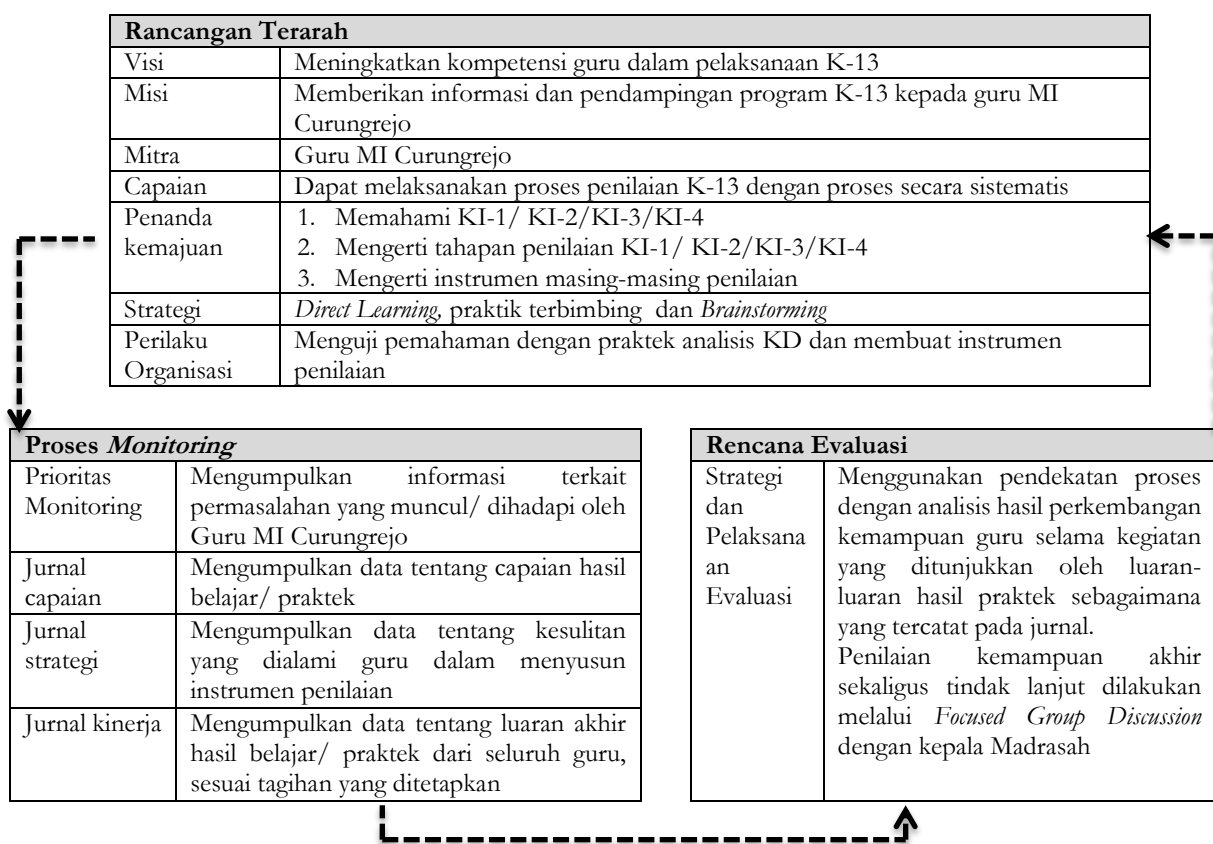 Rancangan Terarah
Visi Meningkatkan kompetensi guru dalam pelaksanaan K-13
Misi Memberikan informasi dan pendampingan program K-13 kepada guru MI
Curungrejo
Mitra Guru MI Curungrejo
Capaian Dapat melaksanakan proses penilaian K-13 dengan proses secara sistematis
Penanda 1. Memahami KI-1/ KI-2/KI-3/KI-4
kemajuan 2. Mengerti tahapan penilaian KI-1/ KI-2/KI-3/KI-4
3. Mengerti instrumen masing-masing penilaian
Strategi Direct Learning, praktik terbimbing dan Brainstorming
Perilaku Menguji pemahaman dengan praktek analisis KD dan membuat instrumen
Organisasi penilaian
Proses Monitoring
Prioritas Mengumpulkan informasi terkait
Monitoring permasalahan yang muncul/ dihadapi oleh
Guru MI Curungrejo
Jurnal Mengumpulkan data tentang capaian hasil
capaian belajar/ praktek
Jurnal Mengumpulkan data tentang kesulitan
strategi yang dialami guru dalam menyusun
instrumen penilaian
Jurnal kinerja Mengumpulkan data tentang luaran akhir
hasil belajar/ praktek dari seluruh guru,
sesuai tagihan yang ditetapkan
Rencana Evaluasi
Strategi Menggunakan pendekatan proses
dan dengan analisis hasil perkembangan
Pelaksana kemampuan guru selama kegiatan
an yang ditunjukkan oleh luaran-
Evaluasi luaran hasil praktek sebagaimana
yang tercatat pada jurnal.
Penilaian kemampuan akhir
sekaligus tindak lanjut dilakukan
melalui Focused Group Discussion
dengan kepala Madrasah